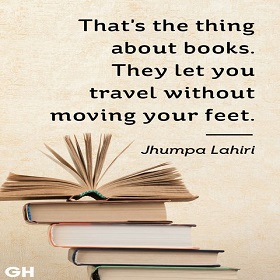 That's the thing
about books.
They let you
travel without
moving your feet.
Jhumpa Lahiri
GH